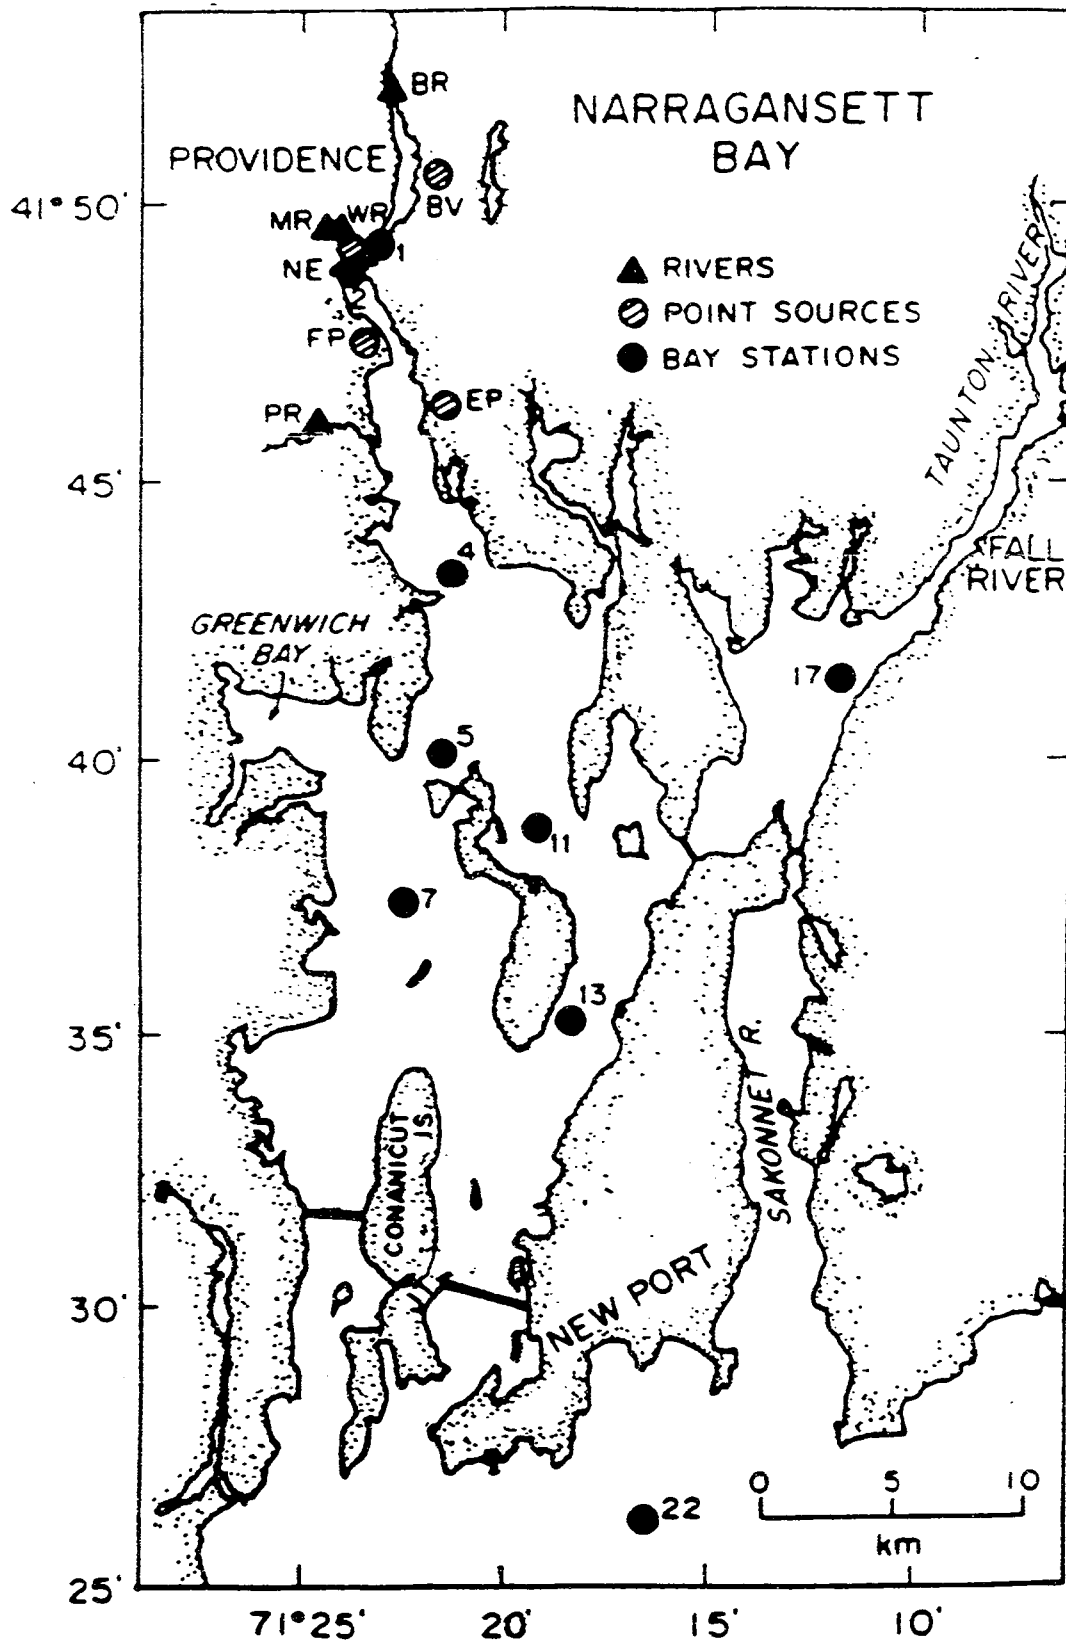 BR
NARRAGANSETT
BAY
PROVIDENCE
BV
41°50'
MR
WR
1
NE
2
RIVERS
POINT SOURCES
BAY STATIONS
FP
EP
PR
TAUNTON RIVER
45'
4
FALL
RIVER
GREENWICH
BAY
17
5
40'
11
7
13
35'
SAKONNET R.
CONANICUT
IS.
30'
NEW PORT
0 5 10
km
22
25'
71°25' 20' 15' 10'